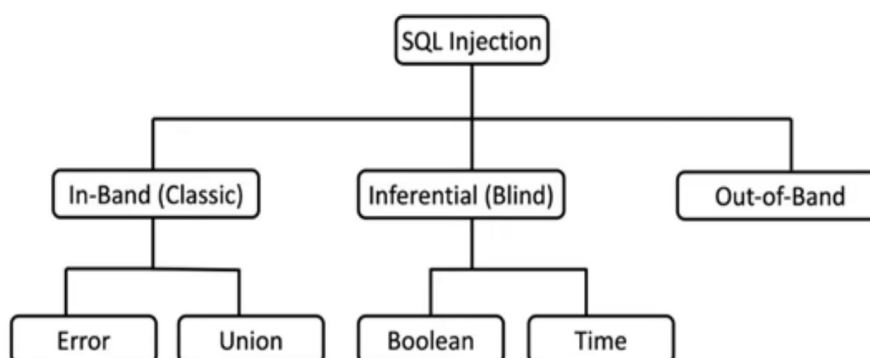 SQL Injection
In-Band (Classic)
Inferential (Blind)
Out-of-Band
Error
Union
Boolean
Time